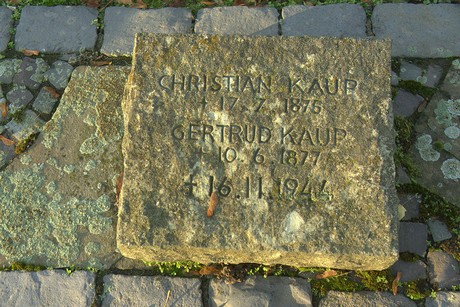 CHRISTIAN KAUP
† 17. 7. 1875
GERTRUD KAUP
† 10. 6. 1877
† 16. 11. 1944